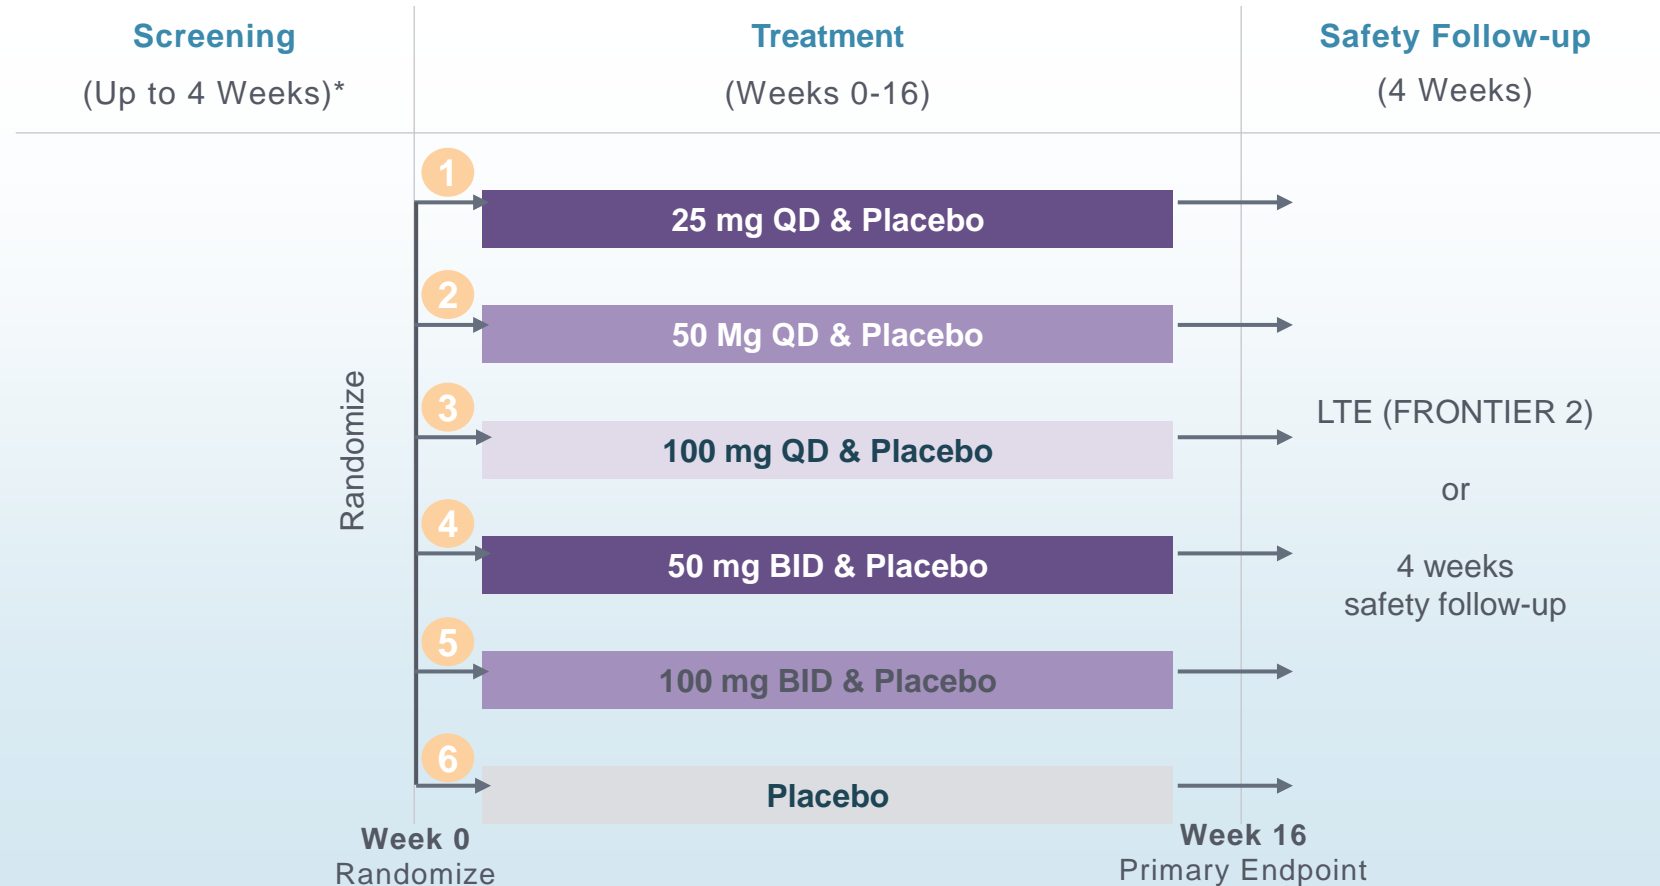 Screening
(Up to 4 Weeks)*
Treatment
(Weeks 0-16)
Safety Follow-up
(4 Weeks)
Randomize
1
25 mg QD & Placebo
2
50 Mg QD & Placebo
3
100 mg QD & Placebo
4
50 mg BID & Placebo
5
100 mg BID & Placebo
6
Placebo
LTE (FRONTIER 2)
or
4 weeks
safety follow-up
Week 0
Randomize
Week 16
Primary Endpoint